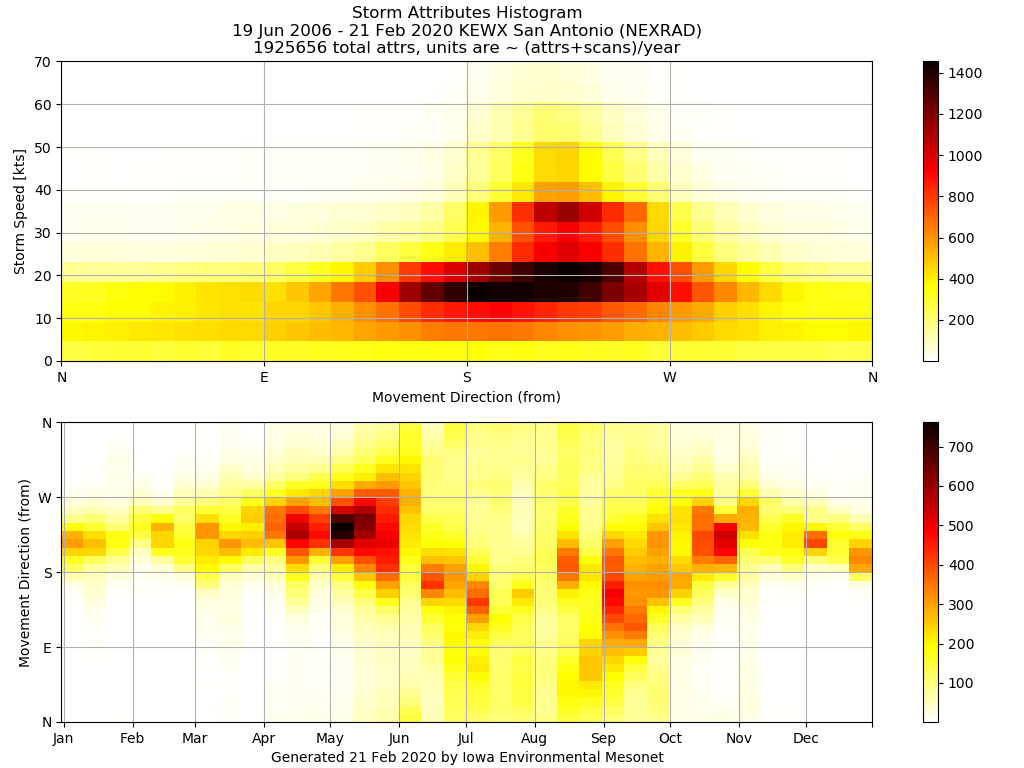 Storm Attributes Histogram
19 Jun 2006 - 21 Feb 2020 KEWX San Antonio (NEXRAD)
1925656 total attrs, units are ~ (attrs+scans)/year
Storm Speed [kts]
70
60
50
40
30
20
10
0
N E S W N
Movement Direction (from)
1400
1200
1000
800
600
400
200
Movement Direction (from)
N
W
S
E
N
Jan Feb Mar Apr May Jun Jul Aug Sep Oct Nov Dec
Generated 21 Feb 2020 by Iowa Environmental Mesonet
700
600
500
400
300
200
100